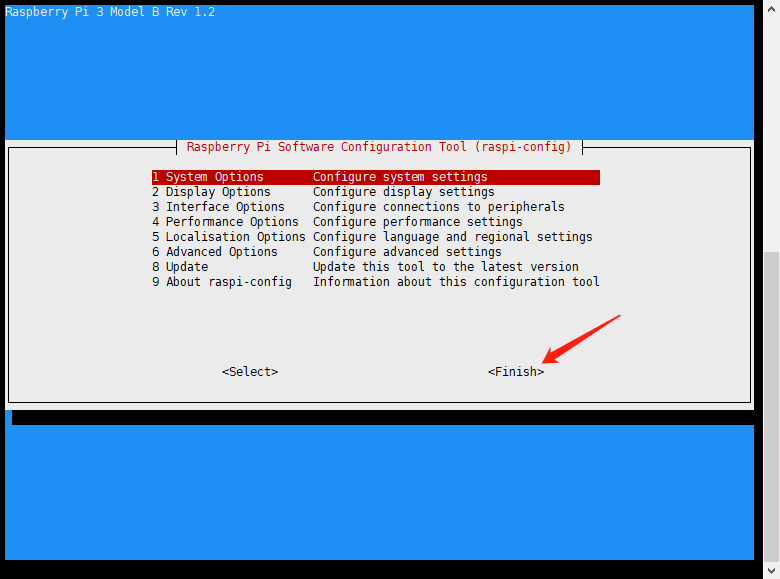 Raspberry Pi 3 Model B Rev 1.2
Raspberry Pi Software Configuration Tool (raspi-config)
1 System Options Configure system settings
2 Display Options Configure display settings
3 Interface Options Configure connections to peripherals
4 Performance Options Configure performance settings
5 Localisation Options Configure language and regional settings
6 Advanced Options Configure advanced settings
8 Update Update this tool to the latest version
9 About raspi-config Information about this configuration tool
<Select> <Finish>